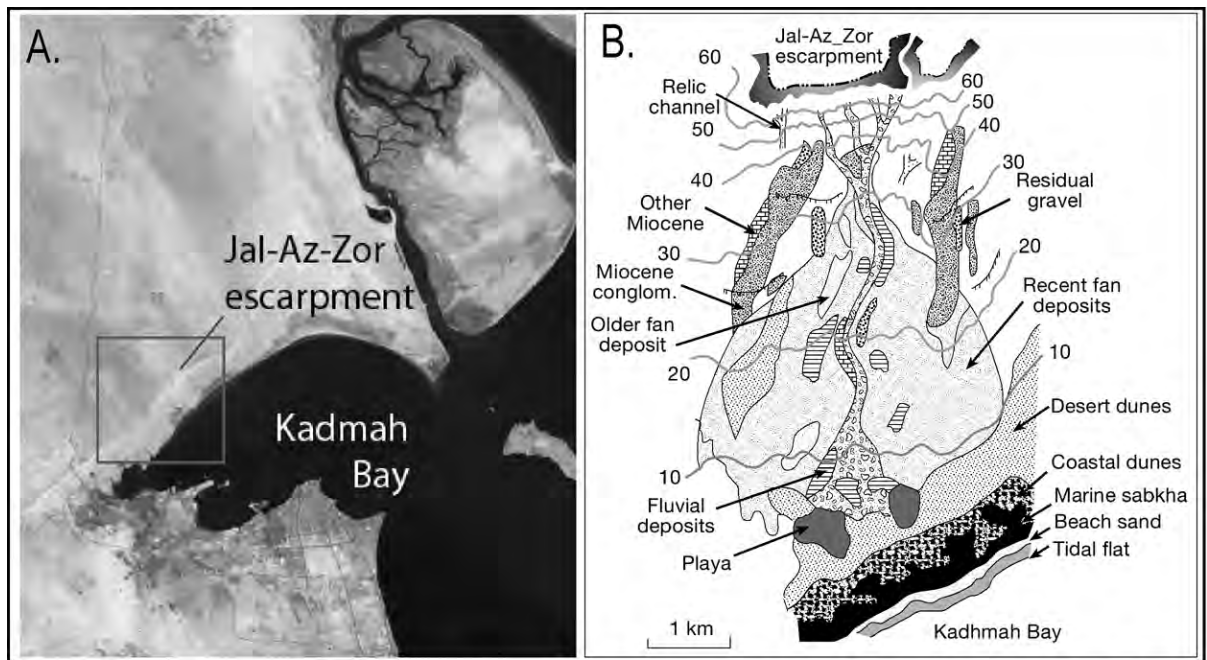 A.
Jal-Az-Zor
escarpment
Kadmah
Bay
B.
Jal-Az_Zor
escarpment
60
60
Relic
channel
50
50
40
40
30
Residual
gravel
Other
Miocene
20
30
Miocene
conglom.
Recent fan
deposits
Older fan
deposit
10
20
Desert dunes
Coastal dunes
10
Marine sabkha
Fluvial
deposits
Beach sand
Tidal flat
Playa
1 km
Kadhmah Bay